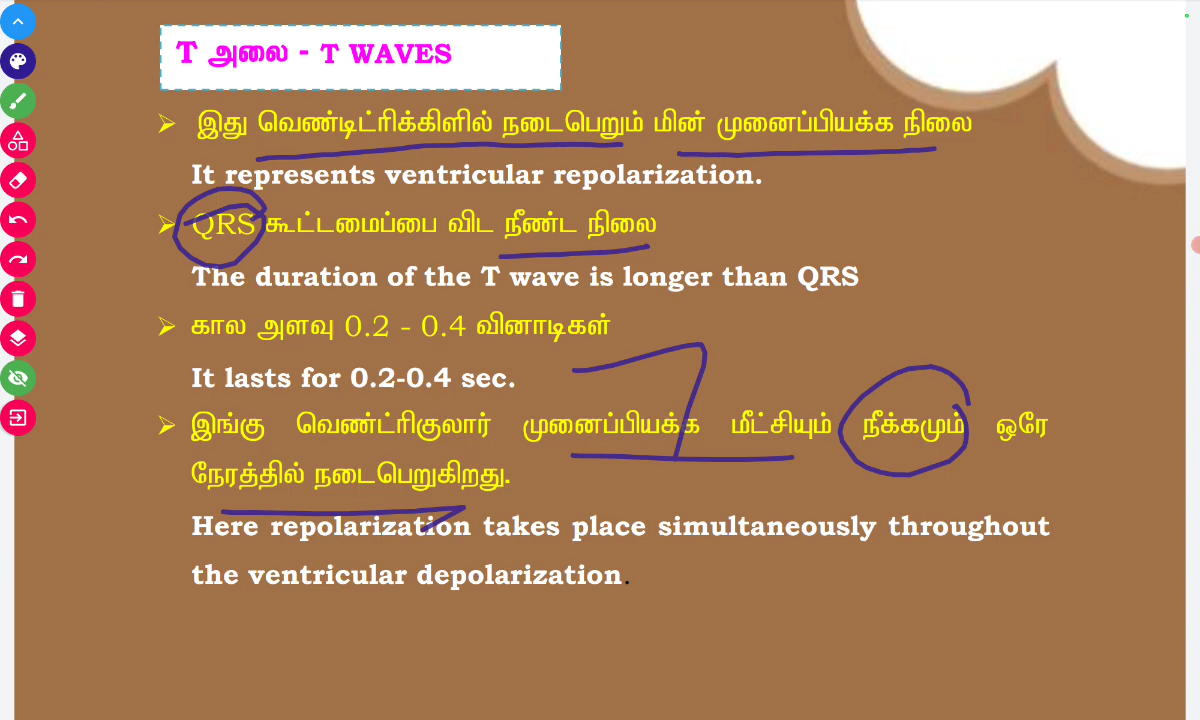 T அலை - T WAVES
இது வெண்டிட்ரிக்கிளில் நடைபெறும் மின் முனைப்பியக்க நிலை
It represents ventricular repolarization.
QRS கூட்டமைப்பை விட நீண்ட நிலை
The duration of the T wave is longer than QRS
கால அளவு 0.2 - 0.4 வினாடிகள்
It lasts for 0.2-0.4 sec.
இங்கு வெண்ட்ரிகுலார் முனைப்பியக்க மீட்சியும் நீக்கமும் ஒரே
நேரத்தில் நடைபெறுகிறது.
Here repolarization takes place simultaneously throughout
the ventricular depolarization.